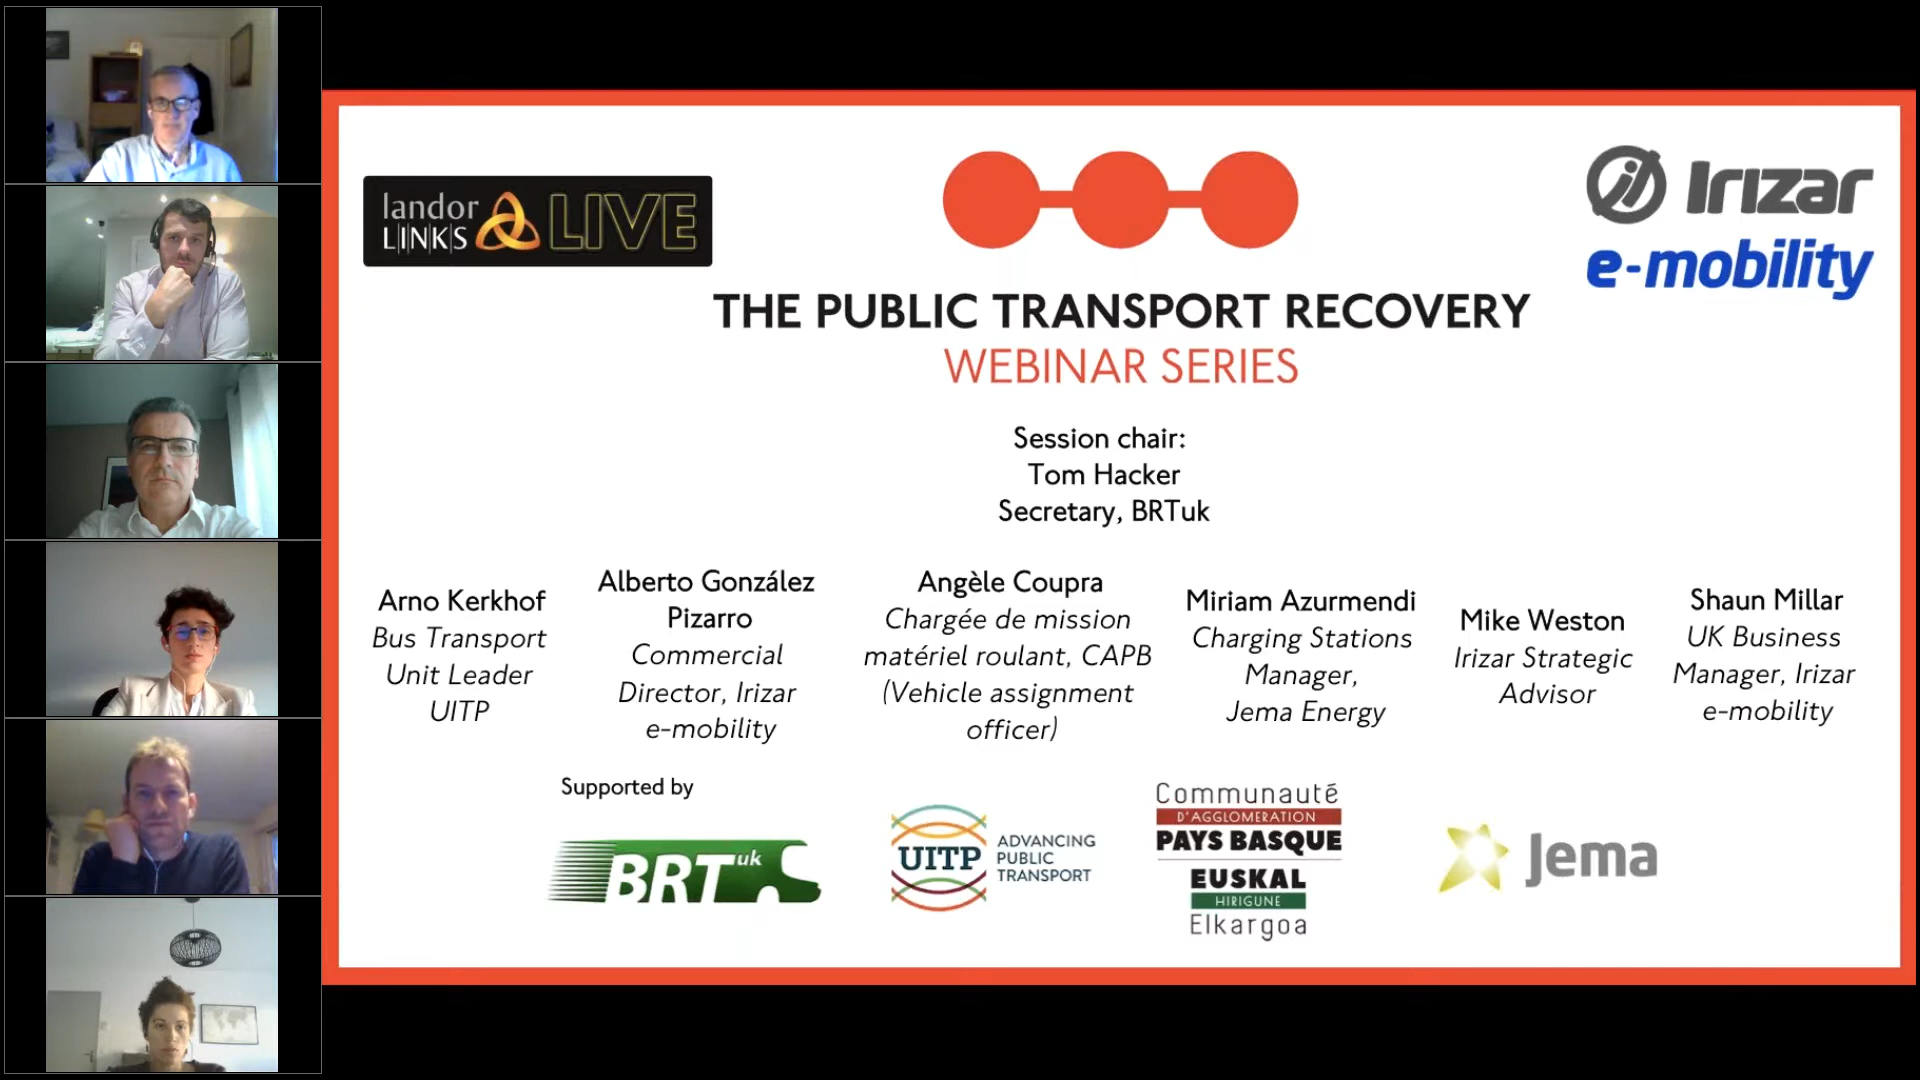 landor
LINKS LIVE
Irizar
e-mobility
THE PUBLIC TRANSPORT RECOVERY
WEBINAR SERIES
Session chair:
Tom Hacker
Secretary, BRTuk
Arno Kerkhof
Bus Transport
Unit Leader
UITP
Alberto González
Pizarro
Commercial
Director, Irizar
e-mobility
Angèle Coupra
Chargée de mission
matériel roulant, CAPB
(Vehicle assignment
officer)
Miriam Azurmendi
Charging Stations
Manager,
Jema Energy
Mike Weston
Irizar Strategic
Advisor
Shaun Millar
UK Business
Manager, Irizar
e-mobility
Supported by
BRTuk
UITP
ADVANCING
PUBLIC
TRANSPORT
Communauté
D'AGGLOMERATION
PAYS BASQUE
EUSKAL
HIRIGUNE
Elkargoa
Jema